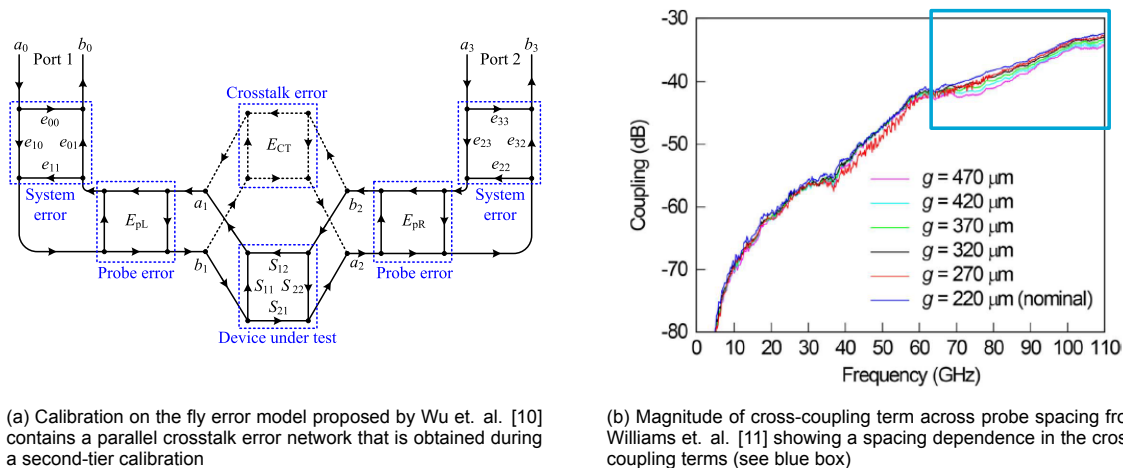 a0 b0
Port 1
a3 b3
Port 2
Crosstalk error
e00
e10 e01
e11
ECT
e33
e23 e32
e22
System
error
System
error
EpL
a1
b2
EpR
Probe error
b1
a2
Probe error
S12
S11 S22
S21
Device under test
(a) Calibration on the fly error model proposed by Wu et. al. [10]
contains a parallel crosstalk error network that is obtained during
a second-tier calibration
-30
-40
-50
-60
-70
-80
Coupling (dB)
g = 470 μm
g = 420 μm
g = 370 μm
g = 320 μm
g = 270 μm
g = 220 μm (nominal)
0 10 20 30 40 50 60 70 80 90 100 110
Frequency (GHz)
(b) Magnitude of cross-coupling term across probe spacing fro
Williams et. al. [11] showing a spacing dependence in the cros
coupling terms (see blue box)